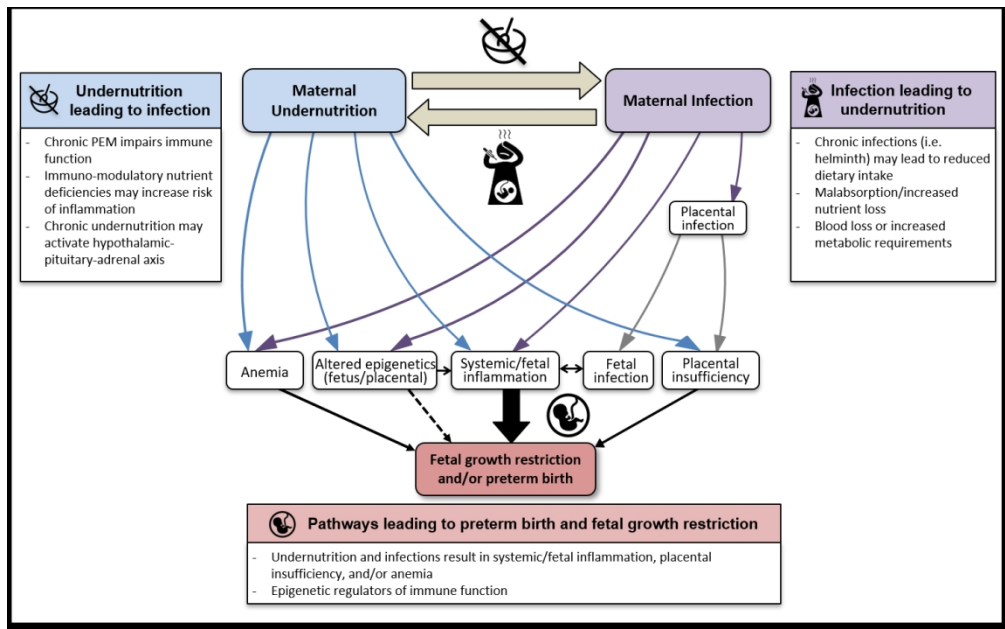 Undernutrition
leading to infection
- Chronic PEM impairs immune
function
- Immuno-modulatory nutrient
deficiencies may increase risk
of inflammation
- Chronic undernutrition may
activate hypothalamic-
pituitary-adrenal axis
Maternal
Undernutrition
Maternal Infection
Infection leading to
undernutrition
- Chronic infections (i.e.
helminth) may lead to reduced
dietary intake
- Malabsorption/increased
nutrient loss
- Blood loss or increased
metabolic requirements
Placental
infection
Anemia
Altered epigenetics
(fetus/placental)
Systemic/fetal
inflammation
Fetal
infection
Placental
insufficiency
Fetal growth restriction
and/or preterm birth
Pathways leading to preterm birth and fetal growth restriction
- Undernutrition and infections result in systemic/fetal inflammation, placental
insufficiency, and/or anemia
- Epigenetic regulators of immune function